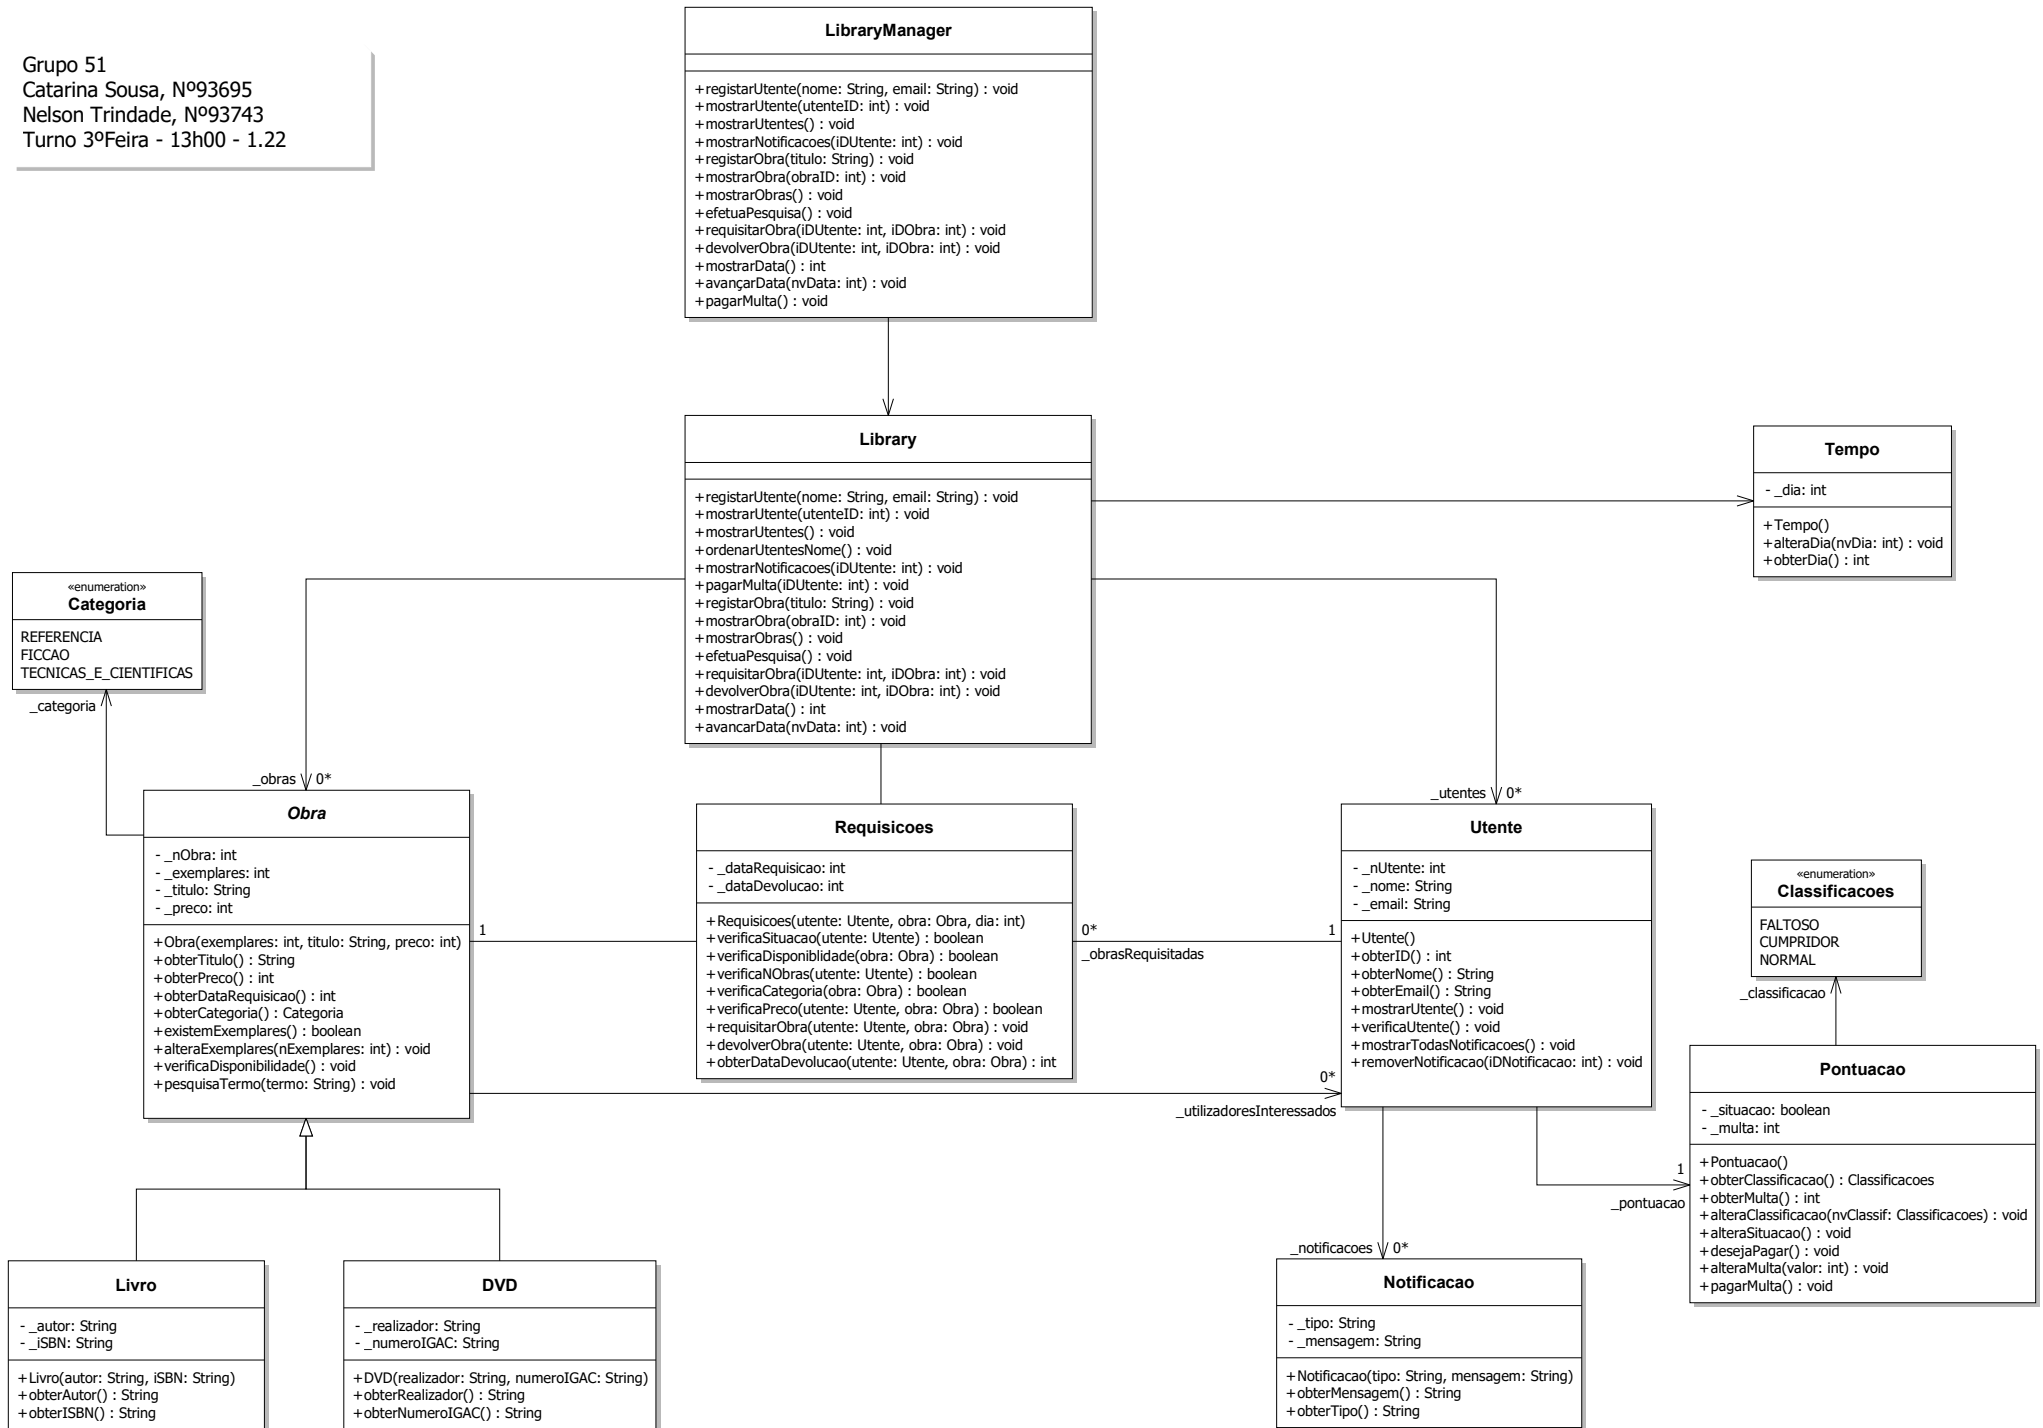 Grupo 51
Catarina Sousa, Nº93695
Nelson Trindade, Nº93743
Turno 3ºFeira - 13h00 - 1.22
LibraryManager
+registarUtente(nome: String, email: String) : void
+mostrarUtente(utenteID: int) : void
+mostrarUtentes() : void
+mostrarNotificacoes(iDUtente: int) : void
+registarObra(titulo: String) : void
+mostrarObra(obraID: int) : void
+mostrarObras() : void
+efetuaPesquisa() : void
+requisitarObra(iDUtente: int, iDObra: int) : void
+devolverObra(iDUtente: int, iDObra: int) : void
+mostrarData() : int
+avançarData(nvData: int) : void
+pagarMulta() : void
Library
+registarUtente(nome: String, email: String) : void
+mostrarUtente(utenteID: int) : void
+mostrarUtentes() : void
+ordenarUtentesNome() : void
+mostrarNotificacoes(iDUtente: int) : void
+pagarMulta(iDUtente: int) : void
+registarObra(titulo: String) : void
+mostrarObra(obraID: int) : void
+mostrarObras() : void
+efetuaPesquisa() : void
+requisitarObra(iDUtente: int, iDObra: int) : void
+devolverObra(iDUtente: int, iDObra: int) : void
+mostrarData() : int
+avancarData(nvData: int) : void
Tempo
- _dia: int
+Tempo()
+alteraDia(nvDia: int) : void
+obterDia() : int
«enumeration»
Categoria
REFERENCIA
FICCAO
TECNICAS_E_CIENTIFICAS
_categoria
_obras 0*
_utentes 0*
Obra
- _nObra: int
- _exemplares: int
- _titulo: String
- _preco: int
+Obra(exemplares: int, titulo: String, preco: int)
+obterTitulo() : String
+obterPreco() : int
+obterDataRequisicao() : int
+obterCategoria() : Categoria
+existemExemplares() : boolean
+alteraExemplares(nExemplares: int) : void
+verificaDisponibilidade() : void
+pesquisaTermo(termo: String) : void
1
Requisicoes
- _dataRequisicao: int
- _dataDevolucao: int
+Requisicoes(utente: Utente, obra: Obra, dia: int)
+verificaSituacao(utente: Utente) : boolean
+verificaDisponiblidade(obra: Obra) : boolean
+verificaNObras(utente: Utente) : boolean
+verificaCategoria(obra: Obra) : boolean
+verificaPreco(utente: Utente, obra: Obra) : boolean
+requisitarObra(utente: Utente, obra: Obra) : void
+devolverObra(utente: Utente, obra: Obra) : void
+obterDataDevolucao(utente: Utente, obra: Obra) : int
0* 1
_obrasRequisitadas
0*
_utilizadoresInteressados
Utente
- _nUtente: int
- _nome: String
- _email: String
+Utente()
+obterID() : int
+obterNome() : String
+obterEmail() : String
+mostrarUtente() : void
+verificaUtente() : void
+mostrarTodasNotificacoes() : void
+removerNotificacao(iDNotificacao: int) : void
«enumeration»
Classificacoes
FALTOSO
CUMPRIDOR
NORMAL
_classificacao
Pontuacao
- _situacao: boolean
- _multa: int
+Pontuacao()
+obterClassificacao() : Classificacoes
+obterMulta() : int
+alteraClassificacao(nvClassif: Classificacoes) : void
+alteraSituacao() : void
+desejaPagar() : void
+alteraMulta(valor: int) : void
+pagarMulta() : void
1
_pontuacao
_notificacoes 0*
Livro
- _autor: String
- _iSBN: String
+Livro(autor: String, iSBN: String)
+obterAutor() : String
+obterISBN() : String
DVD
- _realizador: String
- _numeroIGAC: String
+DVD(realizador: String, numeroIGAC: String)
+obterRealizador() : String
+obterNumeroIGAC() : String
Notificacao
- _tipo: String
- _mensagem: String
+Notificacao(tipo: String, mensagem: String)
+obterMensagem() : String
+obterTipo() : String